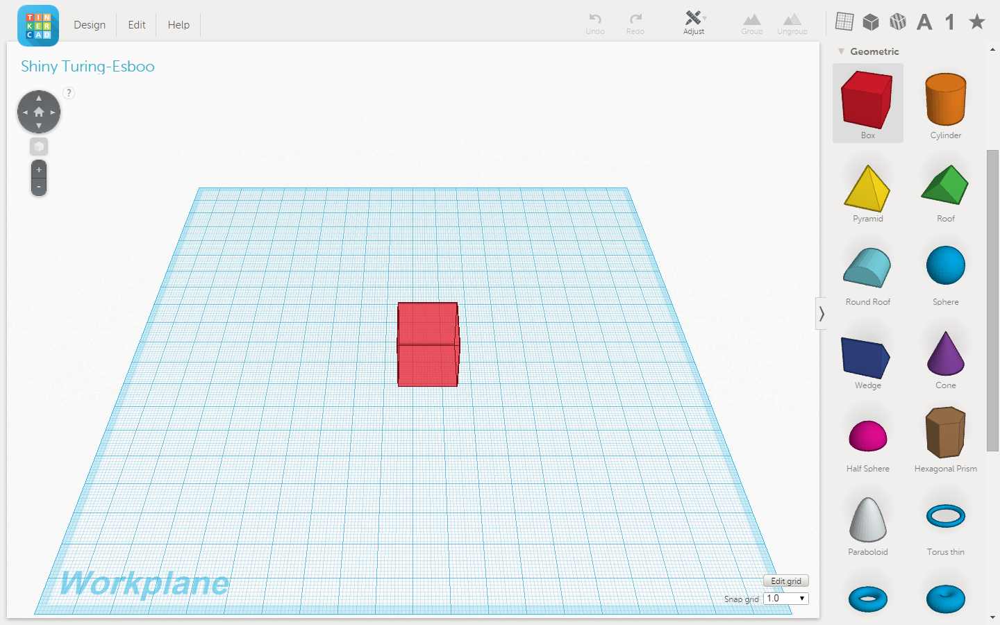 TIN
KER
CAD
Design
Edit
Help
Undo
Redo
Adjust
Group
Ungroup
A
1
Shiny Turing-Esboo
?
+
-
Geometric
Box
Cylinder
Pyramid
Roof
Round Roof
Sphere
Wedge
Cone
Half Sphere
Hexagonal Prism
Paraboloid
Torus thin
Workplane
Edit grid
Snap grid 1.0